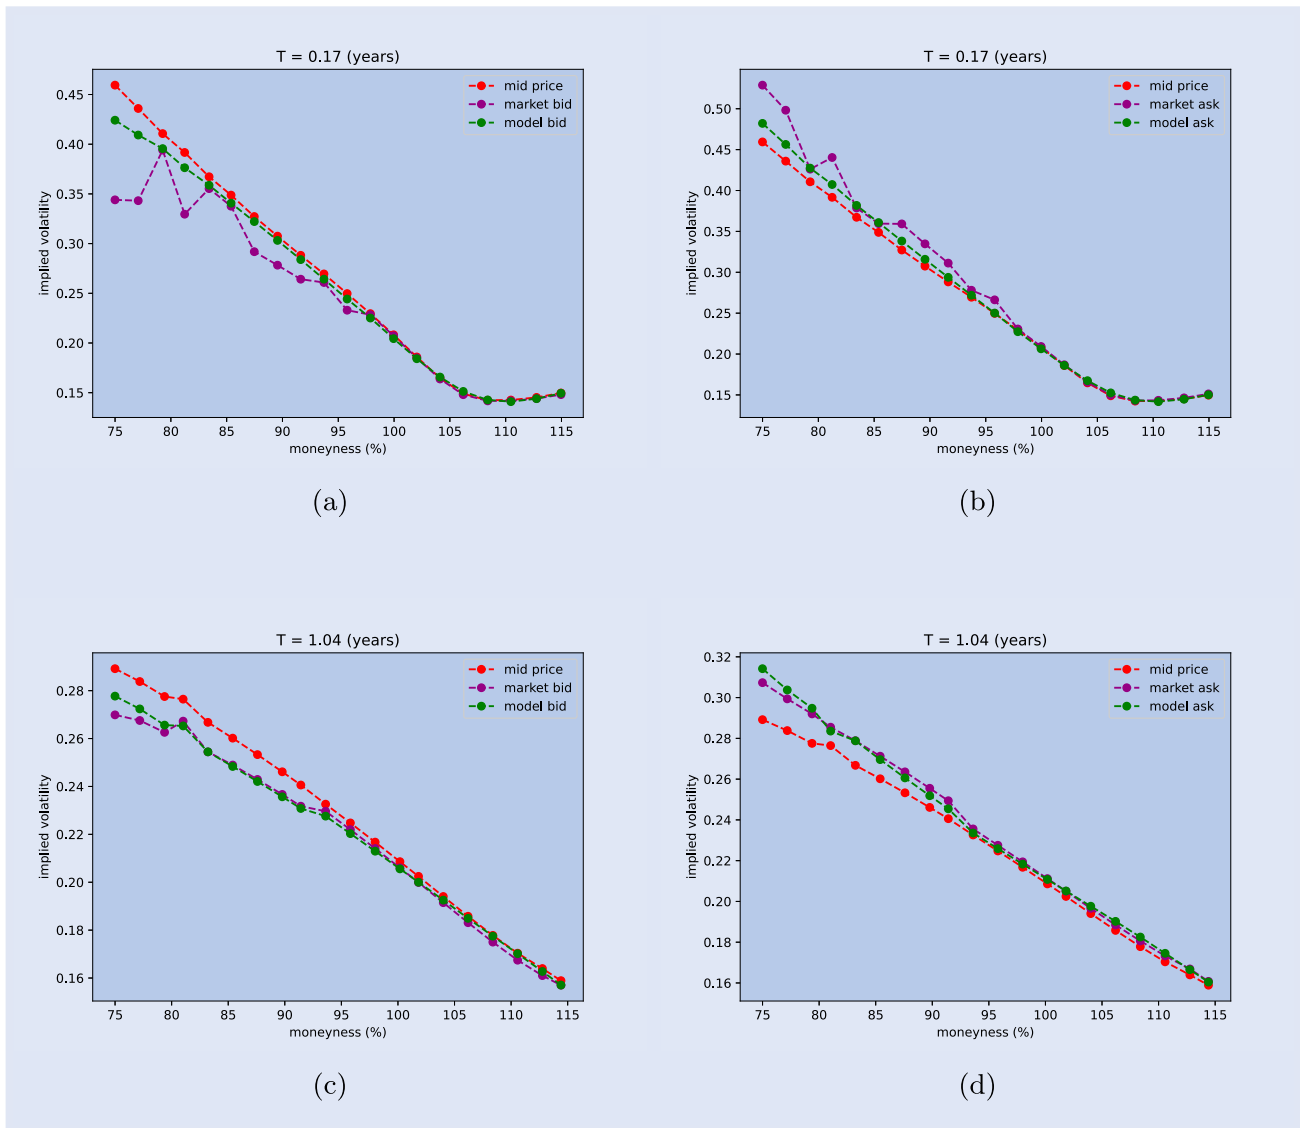 T = 0.17 (years)
implied volatility
0.45
0.40
0.35
0.30
0.25
0.20
0.15
mid price
market bid
model bid
75 80 85 90 95 100 105 110 115
moneyness (%)
(a)
T = 0.17 (years)
implied volatility
0.50
0.45
0.40
0.35
0.30
0.25
0.20
0.15
mid price
market ask
model ask
75 80 85 90 95 100 105 110 115
moneyness (%)
(b)
T = 1.04 (years)
implied volatility
0.28
0.26
0.24
0.22
0.20
0.18
0.16
mid price
market bid
model bid
75 80 85 90 95 100 105 110 115
moneyness (%)
(c)
T = 1.04 (years)
implied volatility
0.32
0.30
0.28
0.26
0.24
0.22
0.20
0.18
0.16
mid price
market ask
model ask
75 80 85 90 95 100 105 110 115
moneyness (%)
(d)